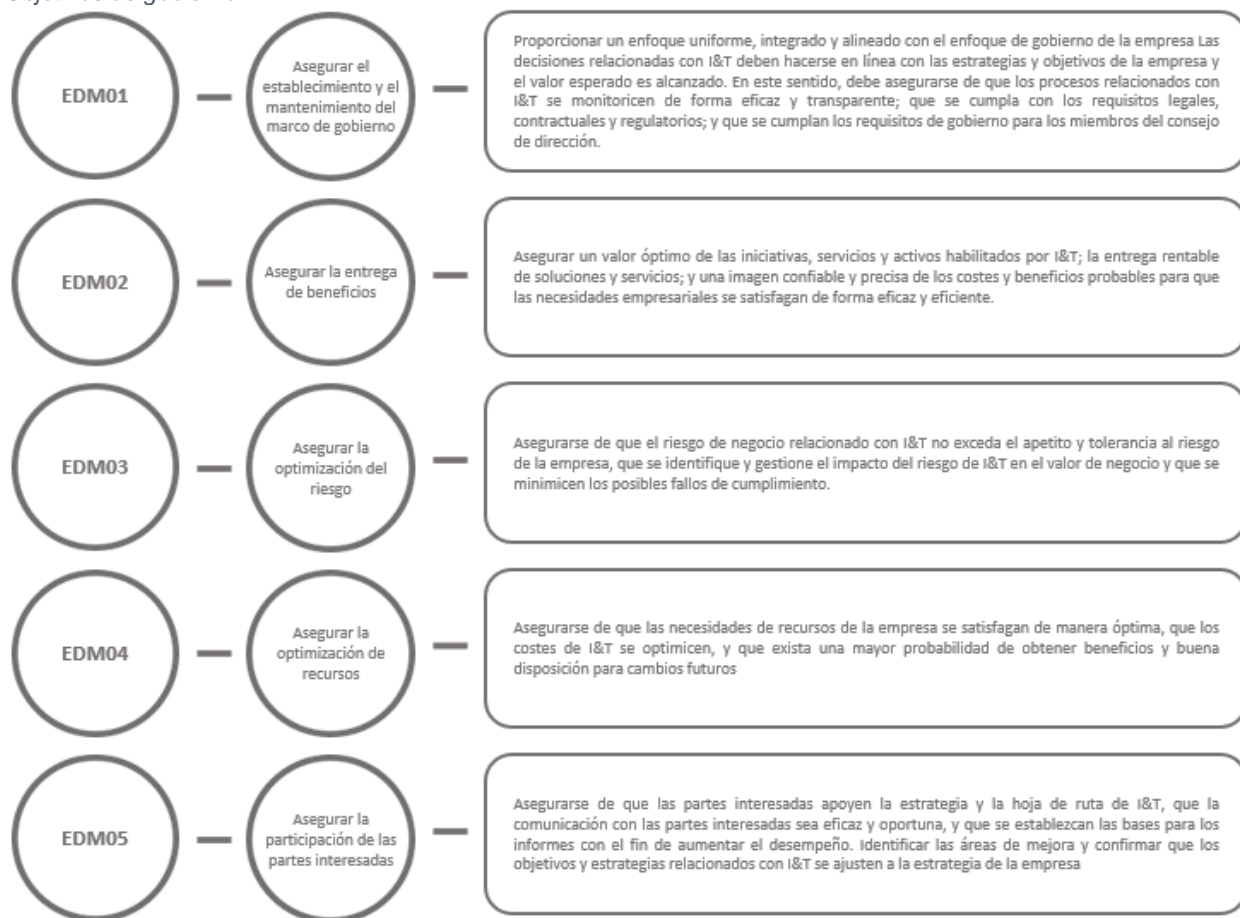 EDM01
Asegurar el
establecimiento y el
mantenimiento del
marco de gobierno
Proporcionar un enfoque uniforme, integrado y alineado con el enfoque de gobierno de la empresa Las
decisiones relacionadas con I&T deben hacerse en línea con las estrategias y objetivos de la empresa y
el valor esperado es alcanzado. En este sentido, debe asegurarse de que los procesos relacionados con
I&T se monitoricen de forma eficaz y transparente; que se cumpla con los requisitos legales,
contractuales y regulatorios; y que se cumplan los requisitos de gobierno para los miembros del consejo
de dirección.
EDM02
Asegurar la entrega
de beneficios
Asegurar un valor óptimo de las iniciativas, servicios y activos habilitados por I&T; la entrega rentable
de soluciones y servicios; y una imagen confiable y precisa de los costes y beneficios probables para que
las necesidades empresariales se satisfagan de forma eficaz y eficiente.
EDM03
Asegurar la
optimización del
riesgo
Asegurarse de que el riesgo de negocio relacionado con I&T no exceda el apetito y tolerancia al riesgo
de la empresa, que se identifique y gestione el impacto del riesgo de I&T en el valor de negocio y que se
minimicen los posibles fallos de cumplimiento.
EDM04
Asegurar la
optimización de
recursos
Asegurarse de que las necesidades de recursos de la empresa se satisfagan de manera óptima, que los
costes de I&T se optimicen, y que exista una mayor probabilidad de obtener beneficios y buena
disposición para cambios futuros
EDM05
Asegurar la
participación de las
partes interesadas
Asegurarse de que las partes interesadas apoyen la estrategia y la hoja de ruta de I&T, que la
comunicación con las partes interesadas sea eficaz y oportuna, y que se establezcan las bases para los
informes con el fin de aumentar el desempeño. Identificar las áreas de mejora y confirmar que los
objetivos y estrategias relacionados con I&T se ajusten a la estrategia de la empresa